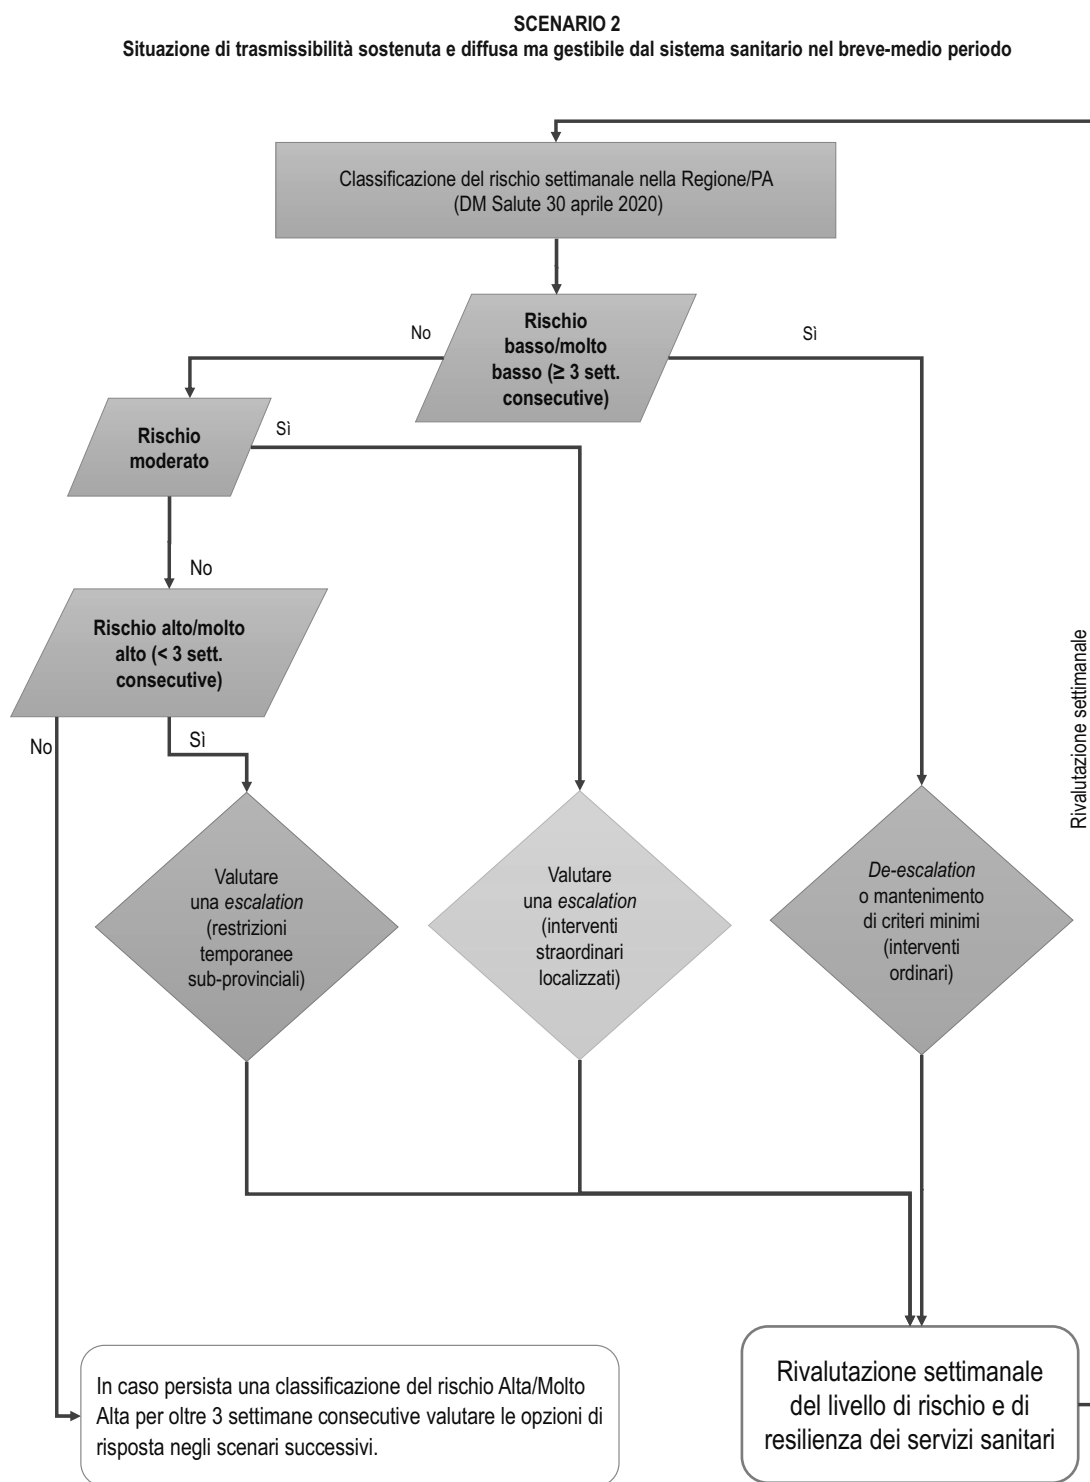 SCENARIO 2
Situazione di trasmissibilità sostenuta e diffusa ma gestibile dal sistema sanitario nel breve-medio periodo
Classificazione del rischio settimanale nella Regione/PA
(DM Salute 30 aprile 2020)
Rischio
basso/molto
basso (≥ 3 sett.
consecutive)
No
Sì
Rischio
moderato
Sì
No
Rischio alto/molto
alto (< 3 sett.
consecutive)
No
Sì
Rivalutazione settimanale
Valutare
una escalation
(restrizioni
temporanee
sub-provinciali)
Valutare
una escalation
(interventi
straordinari
localizzati)
De-escalation
o mantenimento
di criteri minimi
(interventi
ordinari)
In caso persista una classificazione del rischio Alta/Molto
Alta per oltre 3 settimane consecutive valutare le opzioni di
risposta negli scenari successivi.
Rivalutazione settimanale
del livello di rischio e di
resilienza dei servizi sanitari